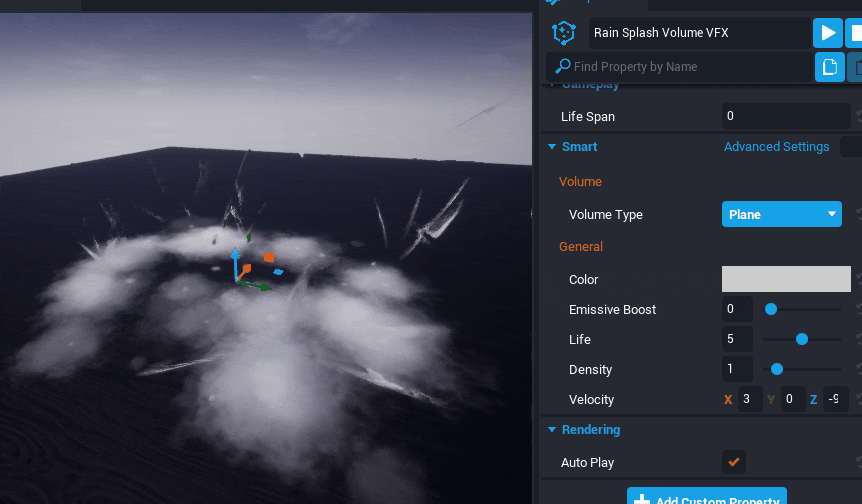 Rain Splash Volume VFX
Find Property by Name
Gameplay
Life Span 0
Smart Advanced Settings
Volume
Volume Type Plane
General
Color
Emissive Boost 0
Life 5
Density 1
Velocity X 3 Y 0 Z -9
Rendering
Auto Play
Add Custom Property